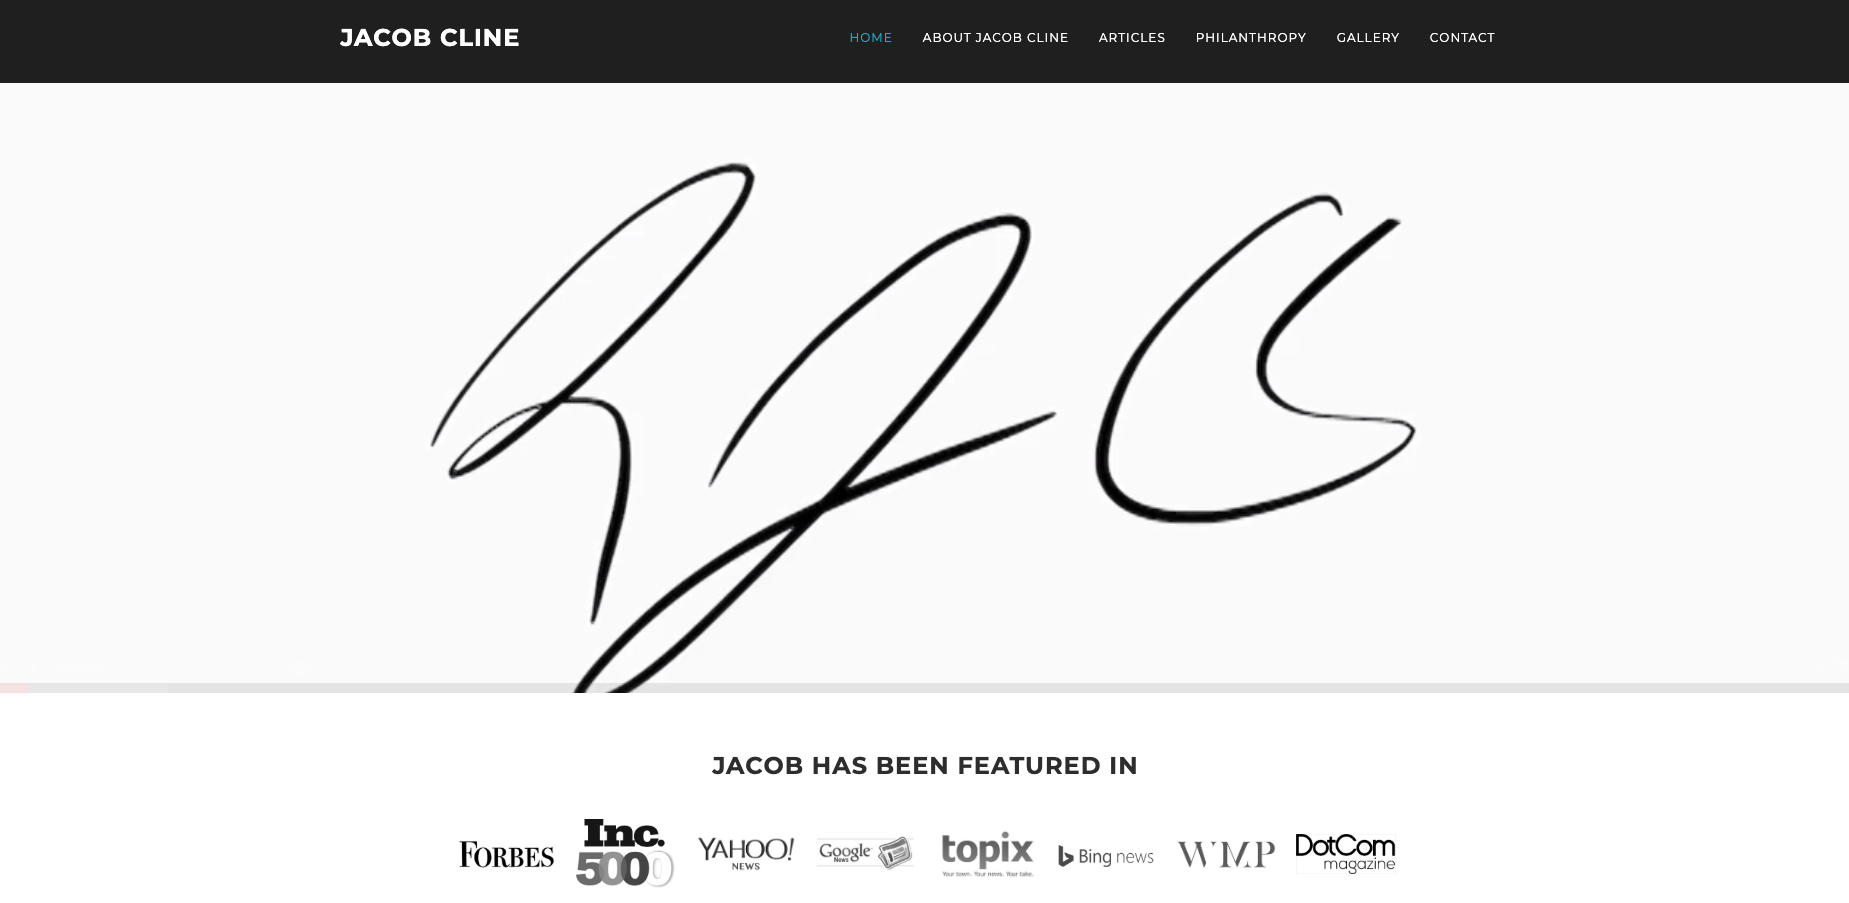 JACOB CLINE
HOME ABOUT JACOB CLINE ARTICLES PHILANTHROPY GALLERY CONTACT
RJC
JACOB HAS BEEN FEATURED IN
FORBES
Inc. 5000
YAHOO! NEWS
Google News
topix
Your town. Your news. Your take.
Bing news
WMP
DotCom magazine